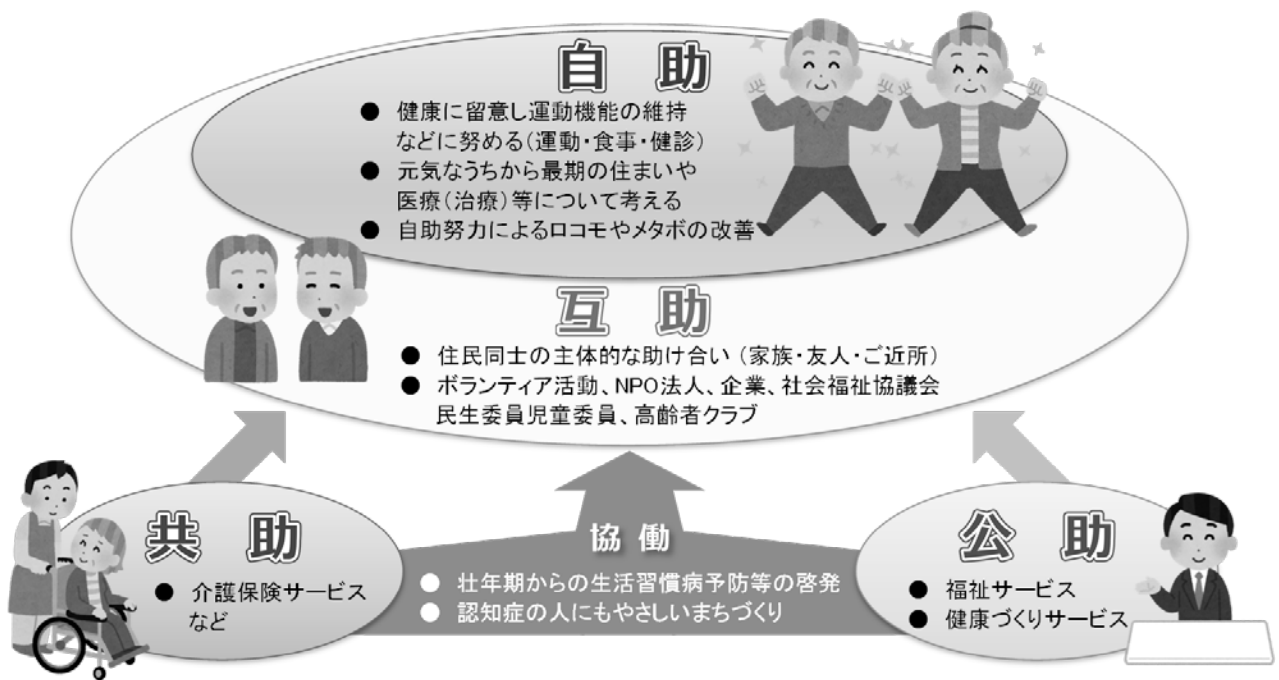 自 助
● 健康に留意し運動機能の維持
などに努める(運動・食事・健診)
● 元気なうちから最期の住まいや
医療(治療)等について考える
● 自助努力によるロコモやメタボの改善
互 助
● 住民同士の主体的な助け合い (家族・友人・ご近所)
● ボランティア活動、NPO法人、企業、社会福祉協議会
民生委員児童委員、高齢者クラブ
共 助
● 介護保険サービス
など
協 働
● 壮年期からの生活習慣病予防等の啓発
● 認知症の人にもやさしいまちづくり
公 助
● 福祉サービス
● 健康づくりサービス